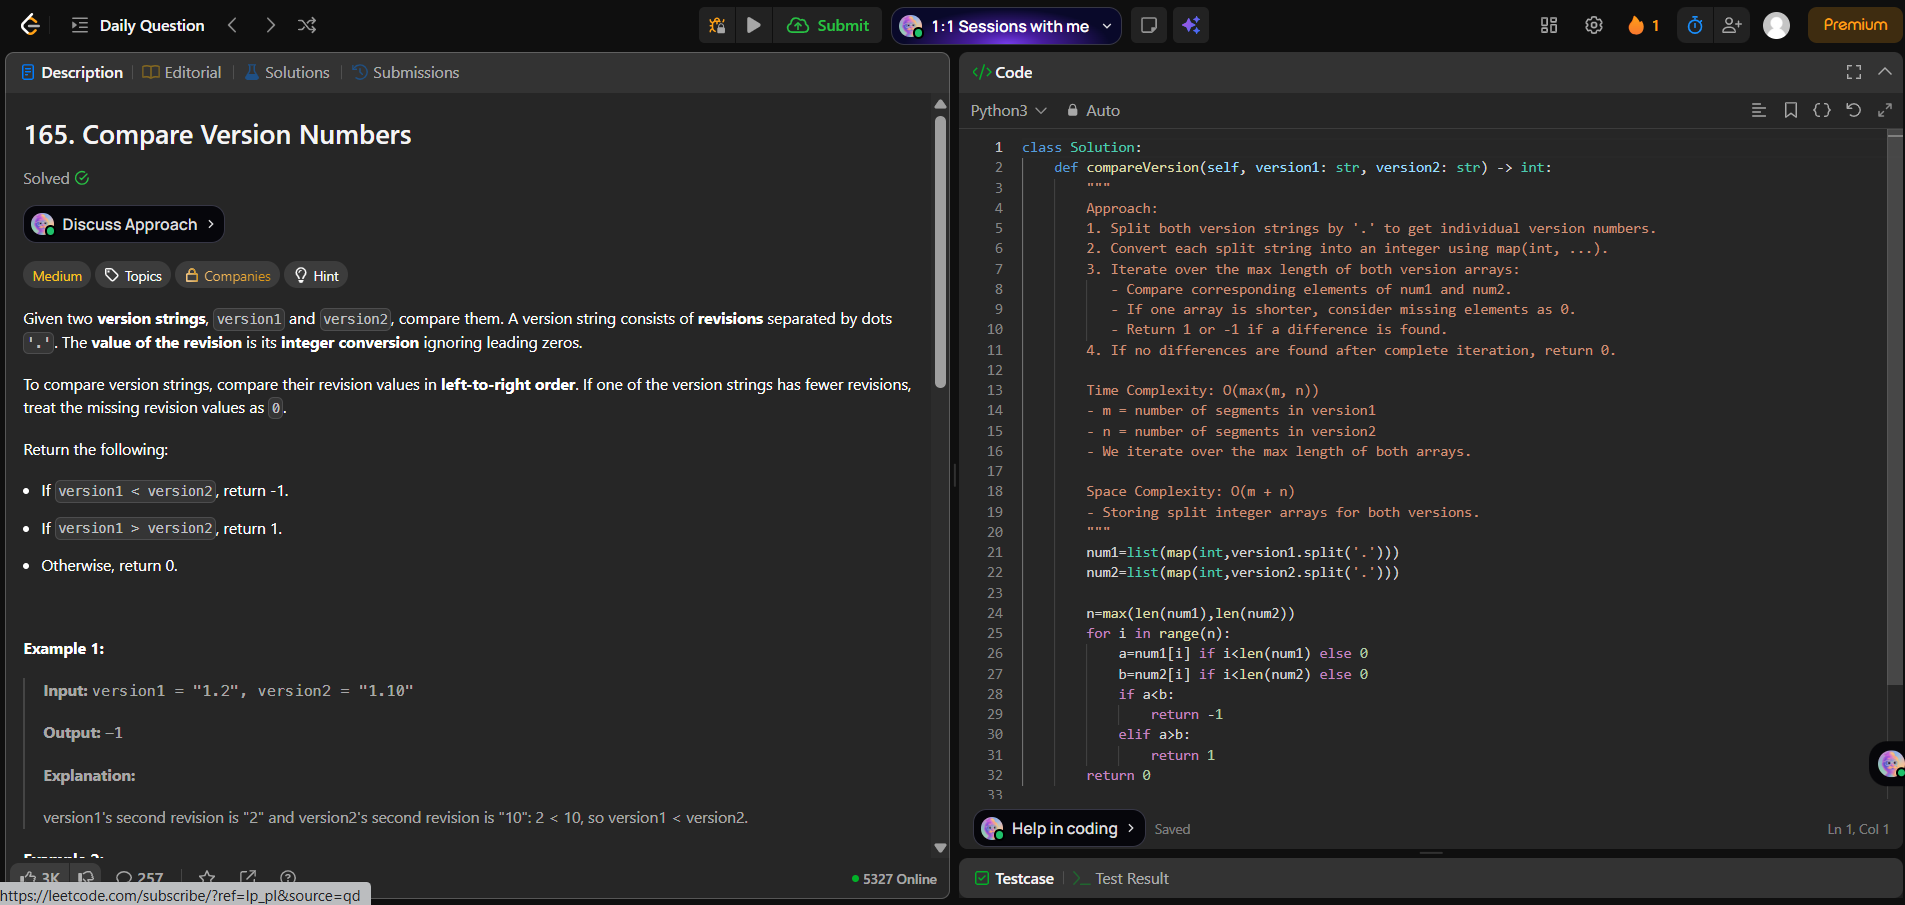 Daily Question
Submit
1:1 Sessions with me
1
Premium
Description
Editorial
Solutions
Submissions
165. Compare Version Numbers
Solved
Discuss Approach
Medium
Topics
Companies
Hint
Given two version strings, version1 and version2, compare them. A version string consists of revisions separated by dots
'.'. The value of the revision is its integer conversion ignoring leading zeros.
To compare version strings, compare their revision values in left-to-right order. If one of the version strings has fewer revisions,
treat the missing revision values as 0.
Return the following:
• If version1 < version2, return -1.
• If version1 > version2, return 1.
• Otherwise, return 0.
Example 1:
Input: version1 = "1.2", version2 = "1.10"
Output: -1
Explanation:
version1's second revision is "2" and version2's second revision is "10": 2 < 10, so version1 < version2.
Example 2:
3K
257
5327 Online
https://leetcode.com/subscribe/?ref=lp_pl&source=qd
</> Code
Python3
Auto
1 class Solution:
2 def compareVersion(self, version1: str, version2: str) -> int:
3 """
4 Approach:
5 1. Split both version strings by '.' to get individual version numbers.
6 2. Convert each split string into an integer using map(int, ...).
7 3. Iterate over the max length of both version arrays:
8 - Compare corresponding elements of num1 and num2.
9 - If one array is shorter, consider missing elements as 0.
10 - Return 1 or -1 if a difference is found.
11 4. If no differences are found after complete iteration, return 0.
12
13 Time Complexity: O(max(m, n))
14 - m = number of segments in version1
15 - n = number of segments in version2
16 - We iterate over the max length of both arrays.
17
18 Space Complexity: O(m + n)
19 - Storing split integer arrays for both versions.
20 """
21 num1=list(map(int,version1.split('.')))
22 num2=list(map(int,version2.split('.')))
23
24 n=max(len(num1),len(num2))
25 for i in range(n):
26 a=num1[i] if i<len(num1) else 0
27 b=num2[i] if i<len(num2) else 0
28 if a<b:
29 return -1
30 elif a>b:
31 return 1
32 return 0
33
Help in coding
Saved
Ln 1, Col 1
Testcase
Test Result